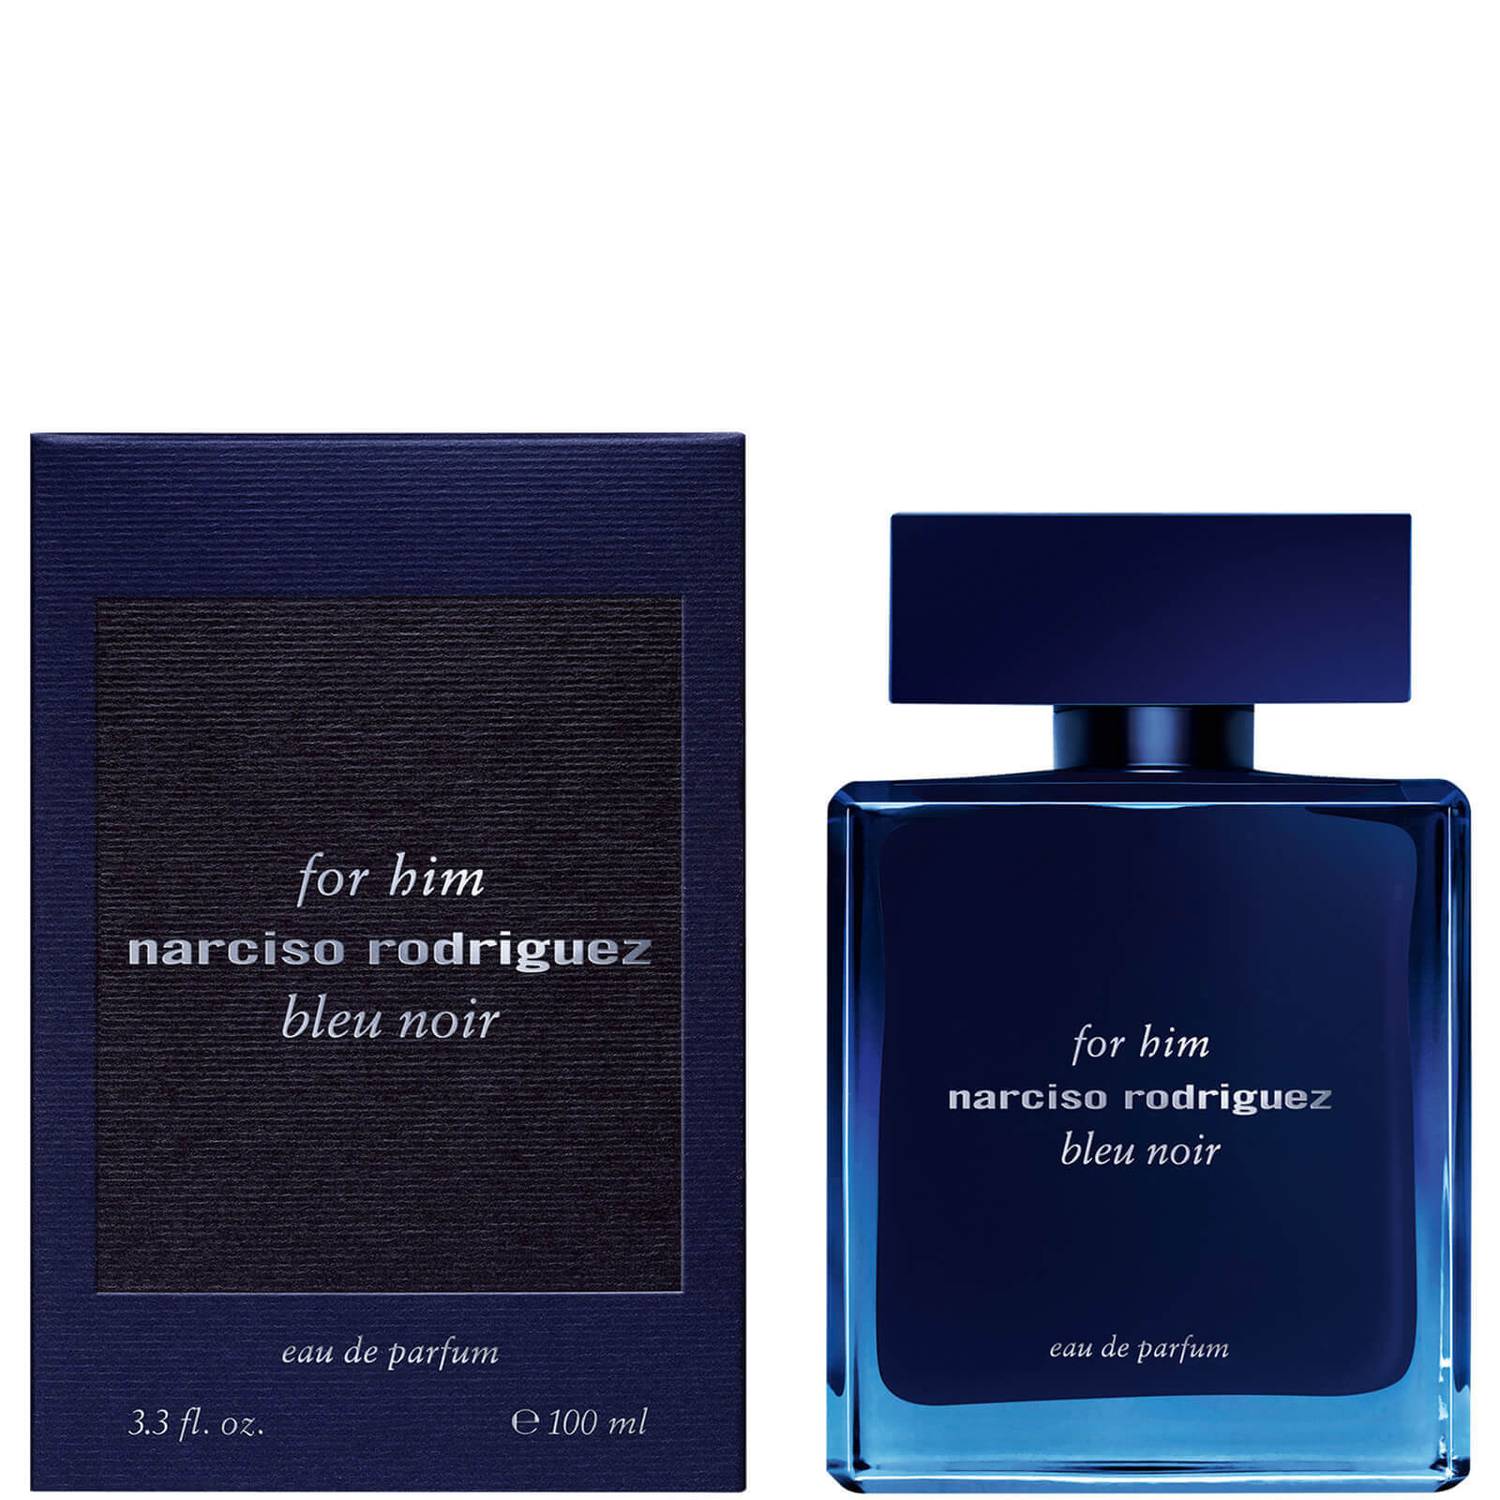 for him
narciso rodriguez
bleu noir
eau de parfum
3.3 fl. oz. ℮ 100 ml
for him
narciso rodriguez
bleu noir
eau de parfum